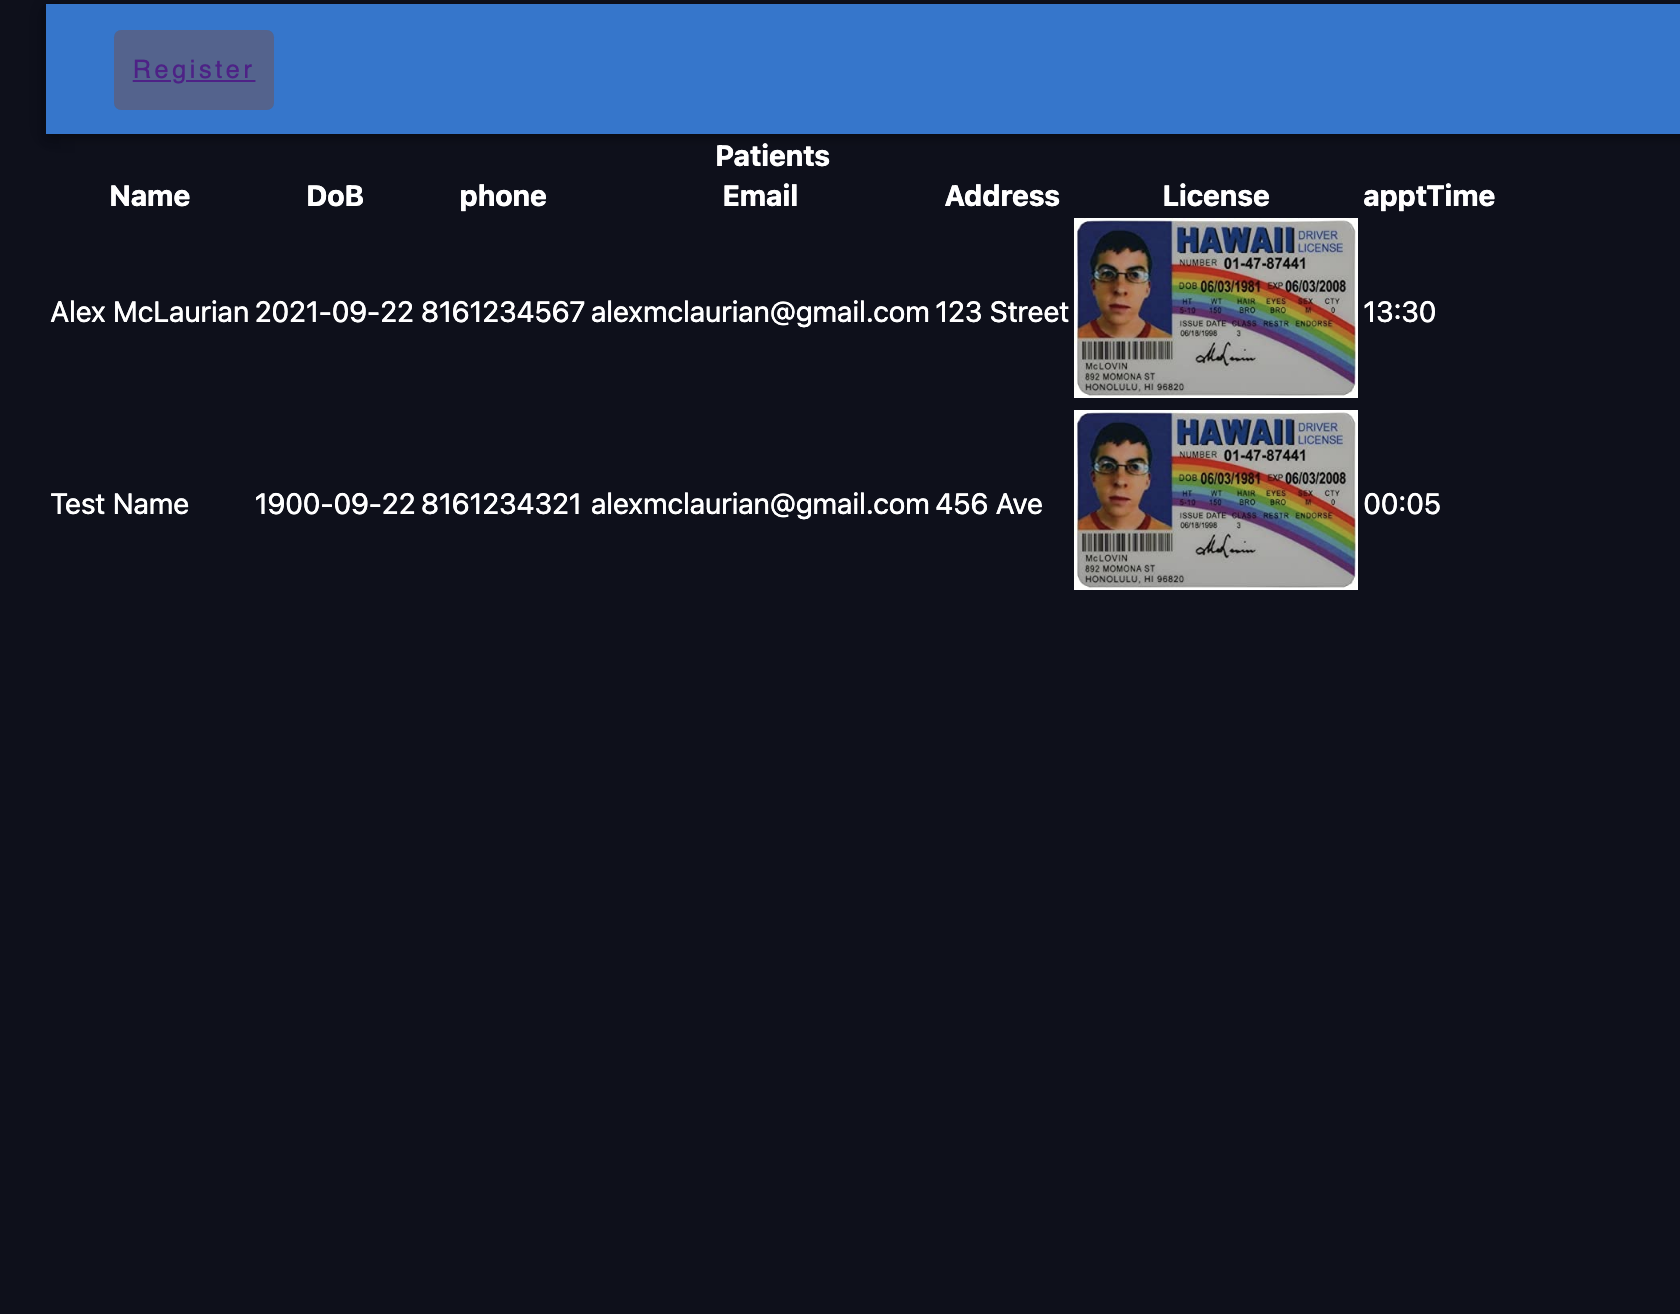 Register
Patients
Name DoB phone Email Address License apptTime
Alex McLaurian 2021-09-22 8161234567 alexmclaurian@gmail.com 123 Street 13:30
HAWAII DRIVER
LICENSE
NUMBER 01-47-87441
DOB 06/03/1981 EXP 06/03/2008
HT WT HAIR EYES SEX CTY
5-10 150 BRO BRO M 0
ISSUE DATE CLASS RESTR ENDORSE
06/18/1998 3
McLovin
McLOVIN
892 MOMONA ST
HONOLULU, HI 96820
Test Name 1900-09-22 8161234321 alexmclaurian@gmail.com 456 Ave 00:05
HAWAII DRIVER
LICENSE
NUMBER 01-47-87441
DOB 06/03/1981 EXP 06/03/2008
HT WT HAIR EYES SEX CTY
5-10 150 BRO BRO M 0
ISSUE DATE CLASS RESTR ENDORSE
06/18/1998 3
McLovin
McLOVIN
892 MOMONA ST
HONOLULU, HI 96820